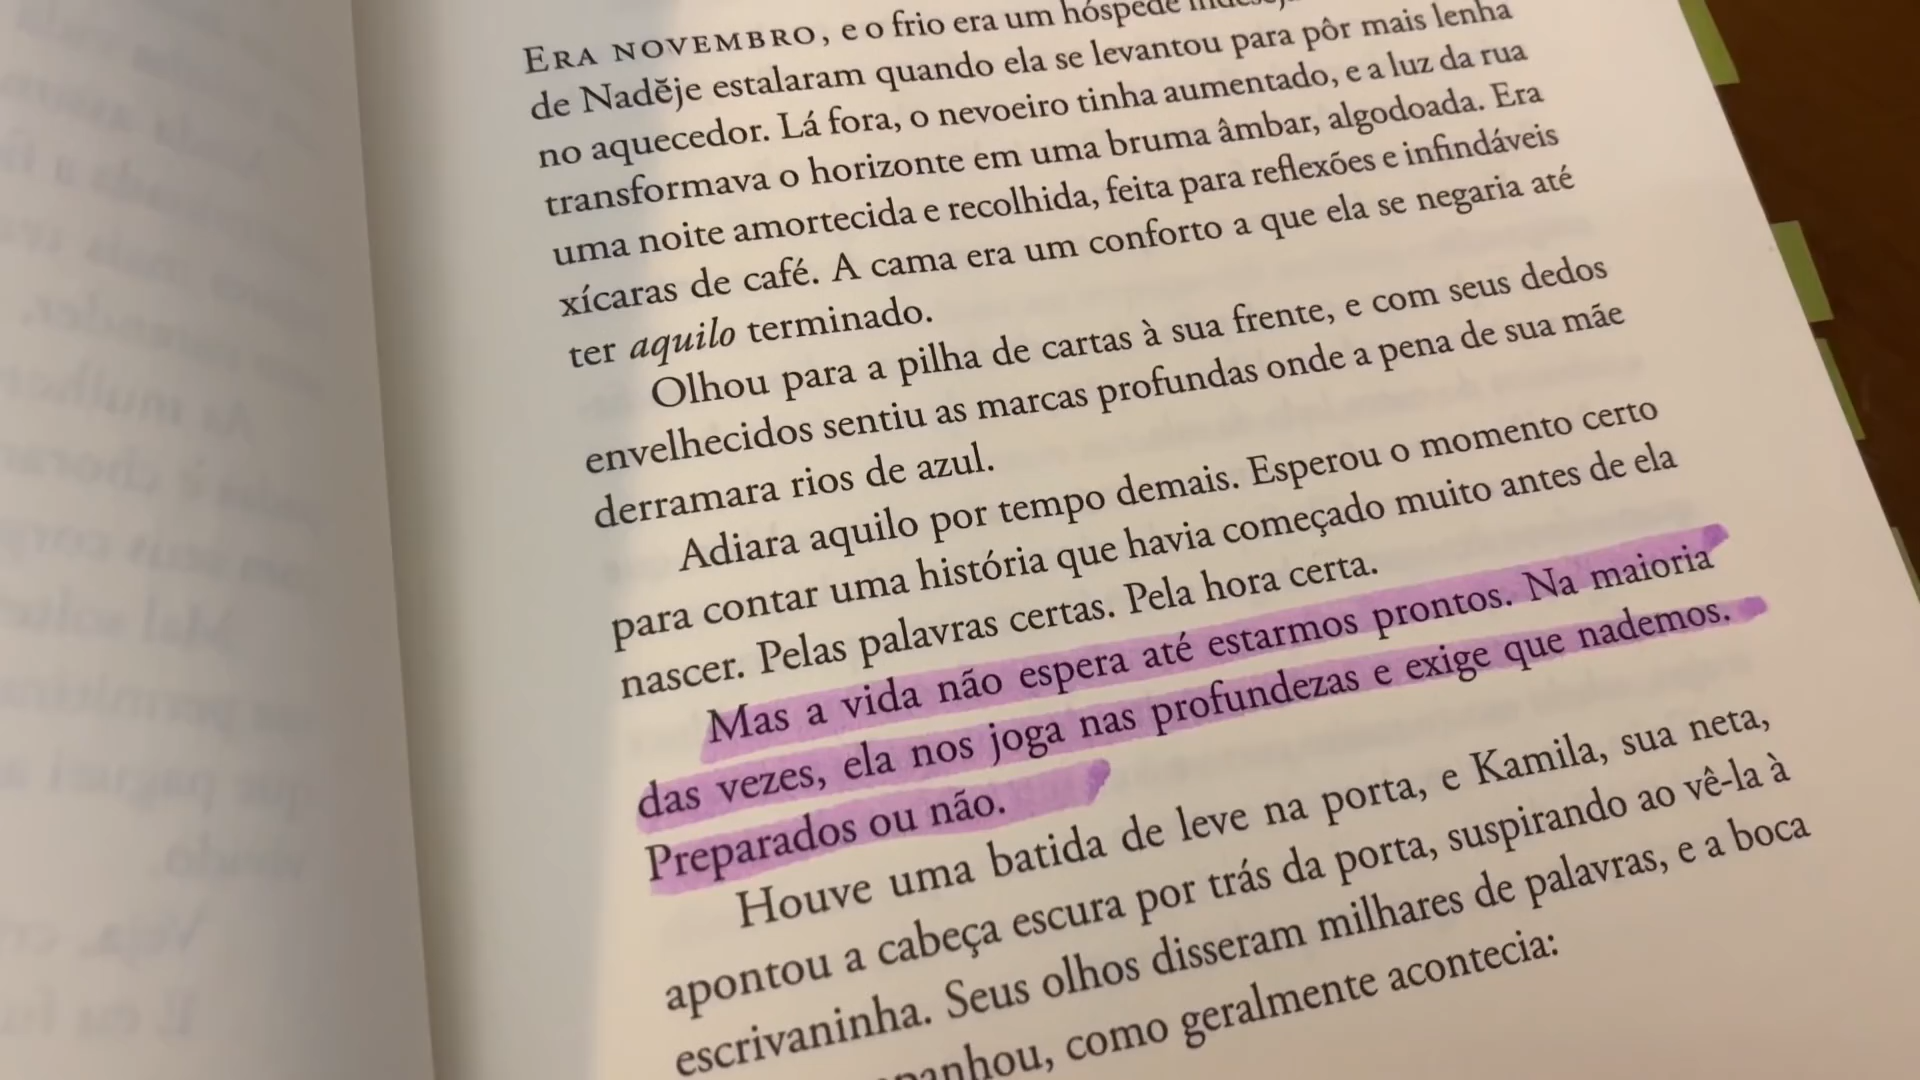 ERA NOVEMBRO, e o frio era um hóspede
de Naděje estalaram quando ela se levantou para pôr mais lenha
no aquecedor. Lá fora, o nevoeiro tinha aumentado, e a luz da rua
transformava o horizonte em uma bruma âmbar, algodoada. Era
uma noite amortecida e recolhida, feita para reflexões e infindáveis
xícaras de café. A cama era um conforto a que ela se negaria até
ter aquilo terminado.
Olhou para a pilha de cartas à sua frente, e com seus dedos
envelhecidos sentiu as marcas profundas onde a pena de sua mãe
derramara rios de azul.
Adiara aquilo por tempo demais. Esperou o momento certo
para contar uma história que havia começado muito antes de ela
nascer. Pelas palavras certas. Pela hora certa.
Mas a vida não espera até estarmos prontos. Na maioria
das vezes, ela nos joga nas profundezas e exige que nademos.
Preparados ou não.
Houve uma batida de leve na porta, e Kamila, sua neta,
apontou a cabeça escura por trás da porta, suspirando ao vê-la à
escrivaninha. Seus olhos disseram milhares de palavras, e a boca
como geralmente acontecia: